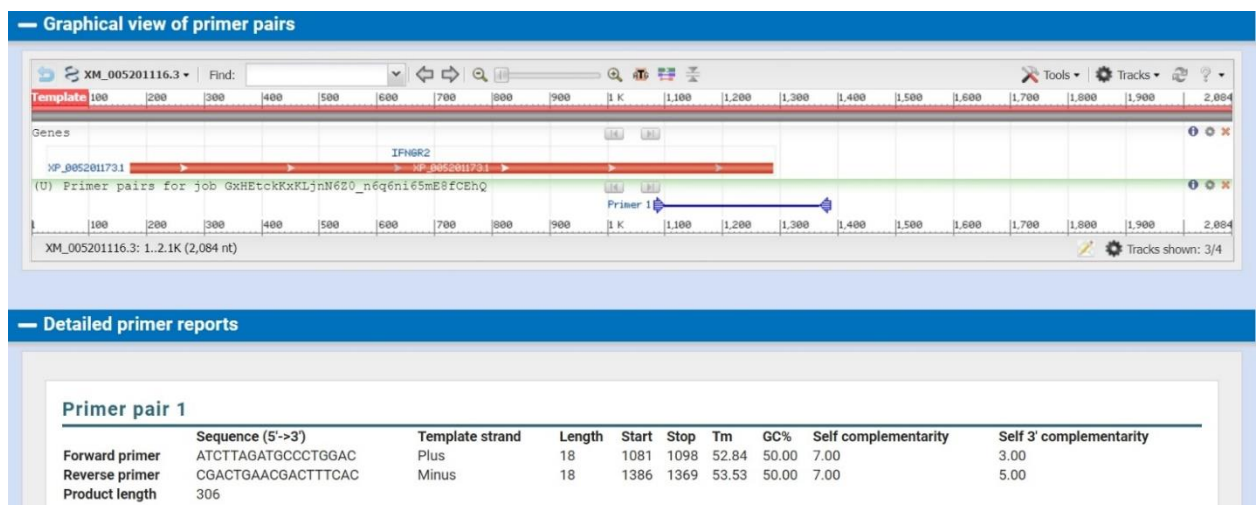 Graphical view of primer pairs
XM_005201116.3 Find: Tools Tracks ?
Template 100 200 300 400 500 600 700 800 900 1 K 1,100 1,200 1,300 1,400 1,500 1,600 1,700 1,800 1,900 2,084
Genes
IFNGR2
XP_005201173.1 XP_005201173.1
(U) Primer pairs for job GxHEtckKxKLjnN6Z0_n6q6ni65mE8fCEhQ
Primer 1
1 100 200 300 400 500 600 700 800 900 1 K 1,100 1,200 1,300 1,400 1,500 1,600 1,700 1,800 1,900 2,084
XM_005201116.3: 1..2.1K (2,084 nt) Tracks shown: 3/4
Detailed primer reports
Primer pair 1
Sequence (5'->3') Template strand Length Start Stop Tm GC% Self complementarity Self 3' complementarity
Forward primer ATCTTAGATGCCCTGGAC Plus 18 1081 1098 52.84 50.00 7.00 3.00
Reverse primer CGACTGAACGACTTTCAC Minus 18 1386 1369 53.53 50.00 7.00 5.00
Product length 306